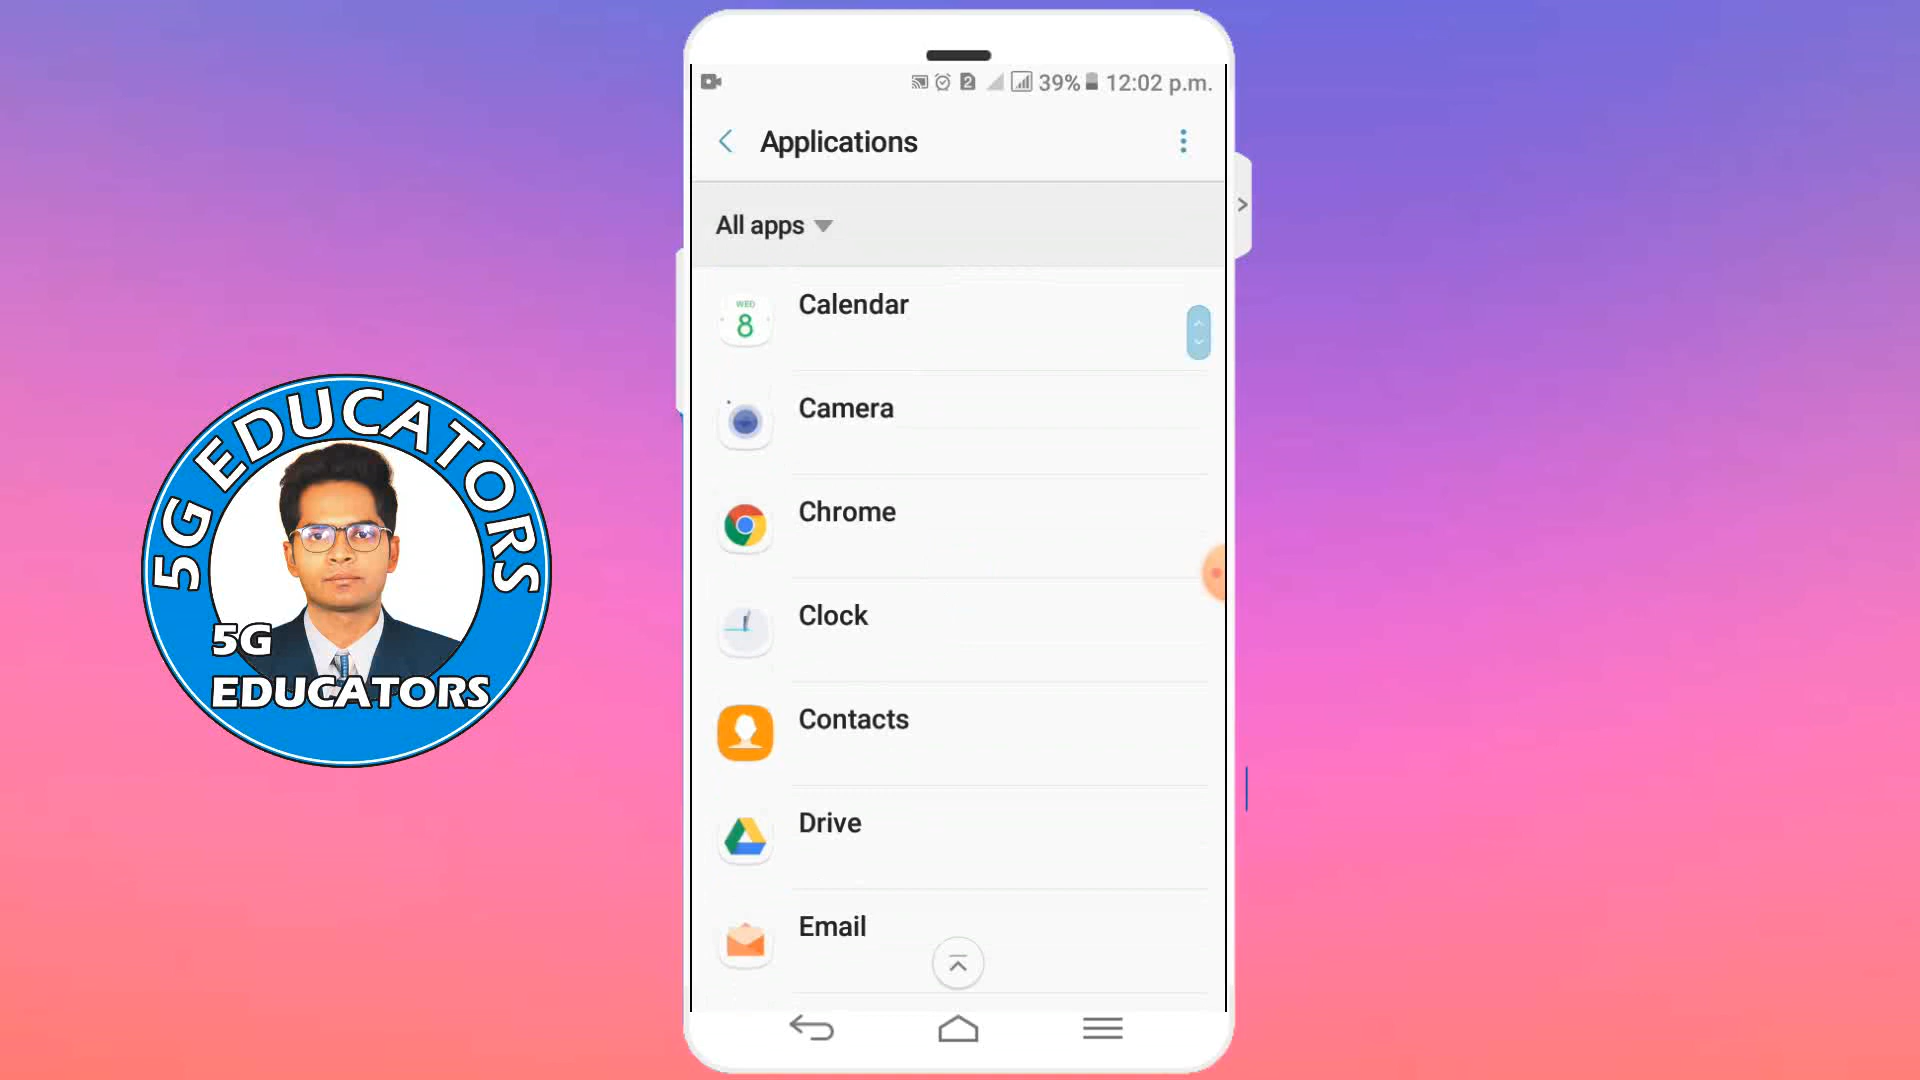 5G EDUCATORS
5G
EDUCATORS
2 39% 12:02 p.m.
Applications
All apps
WED
8
Calendar
Camera
Chrome
Clock
Contacts
Drive
Email